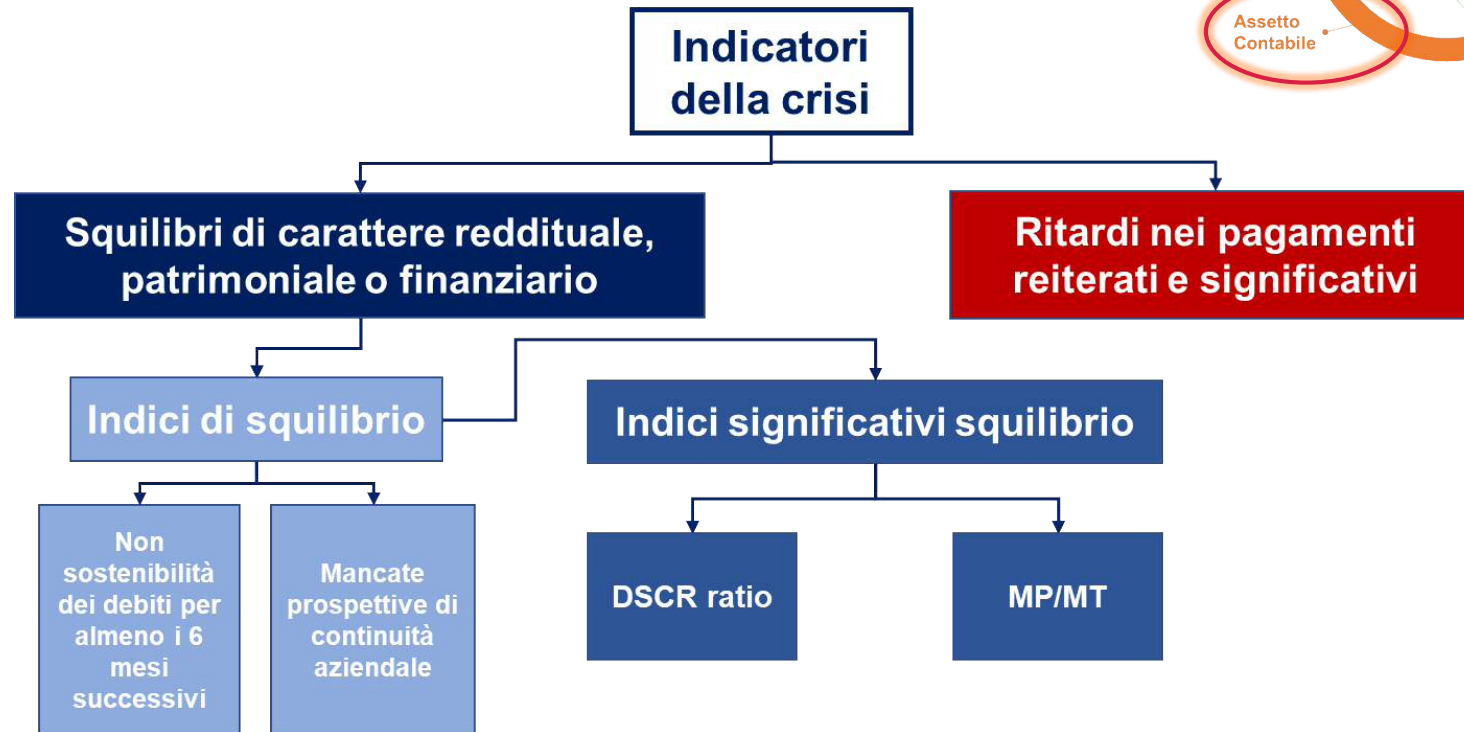 Assetto
Contabile
Indicatori
della crisi
Squilibri di carattere reddituale,
patrimoniale o finanziario
Ritardi nei pagamenti
reiterati e significativi
Indici di squilibrio
Indici significativi squilibrio
Non
sostenibilità
dei debiti per
almeno i 6
mesi
successivi
Mancate
prospettive di
continuità
aziendale
DSCR ratio
MP/MT